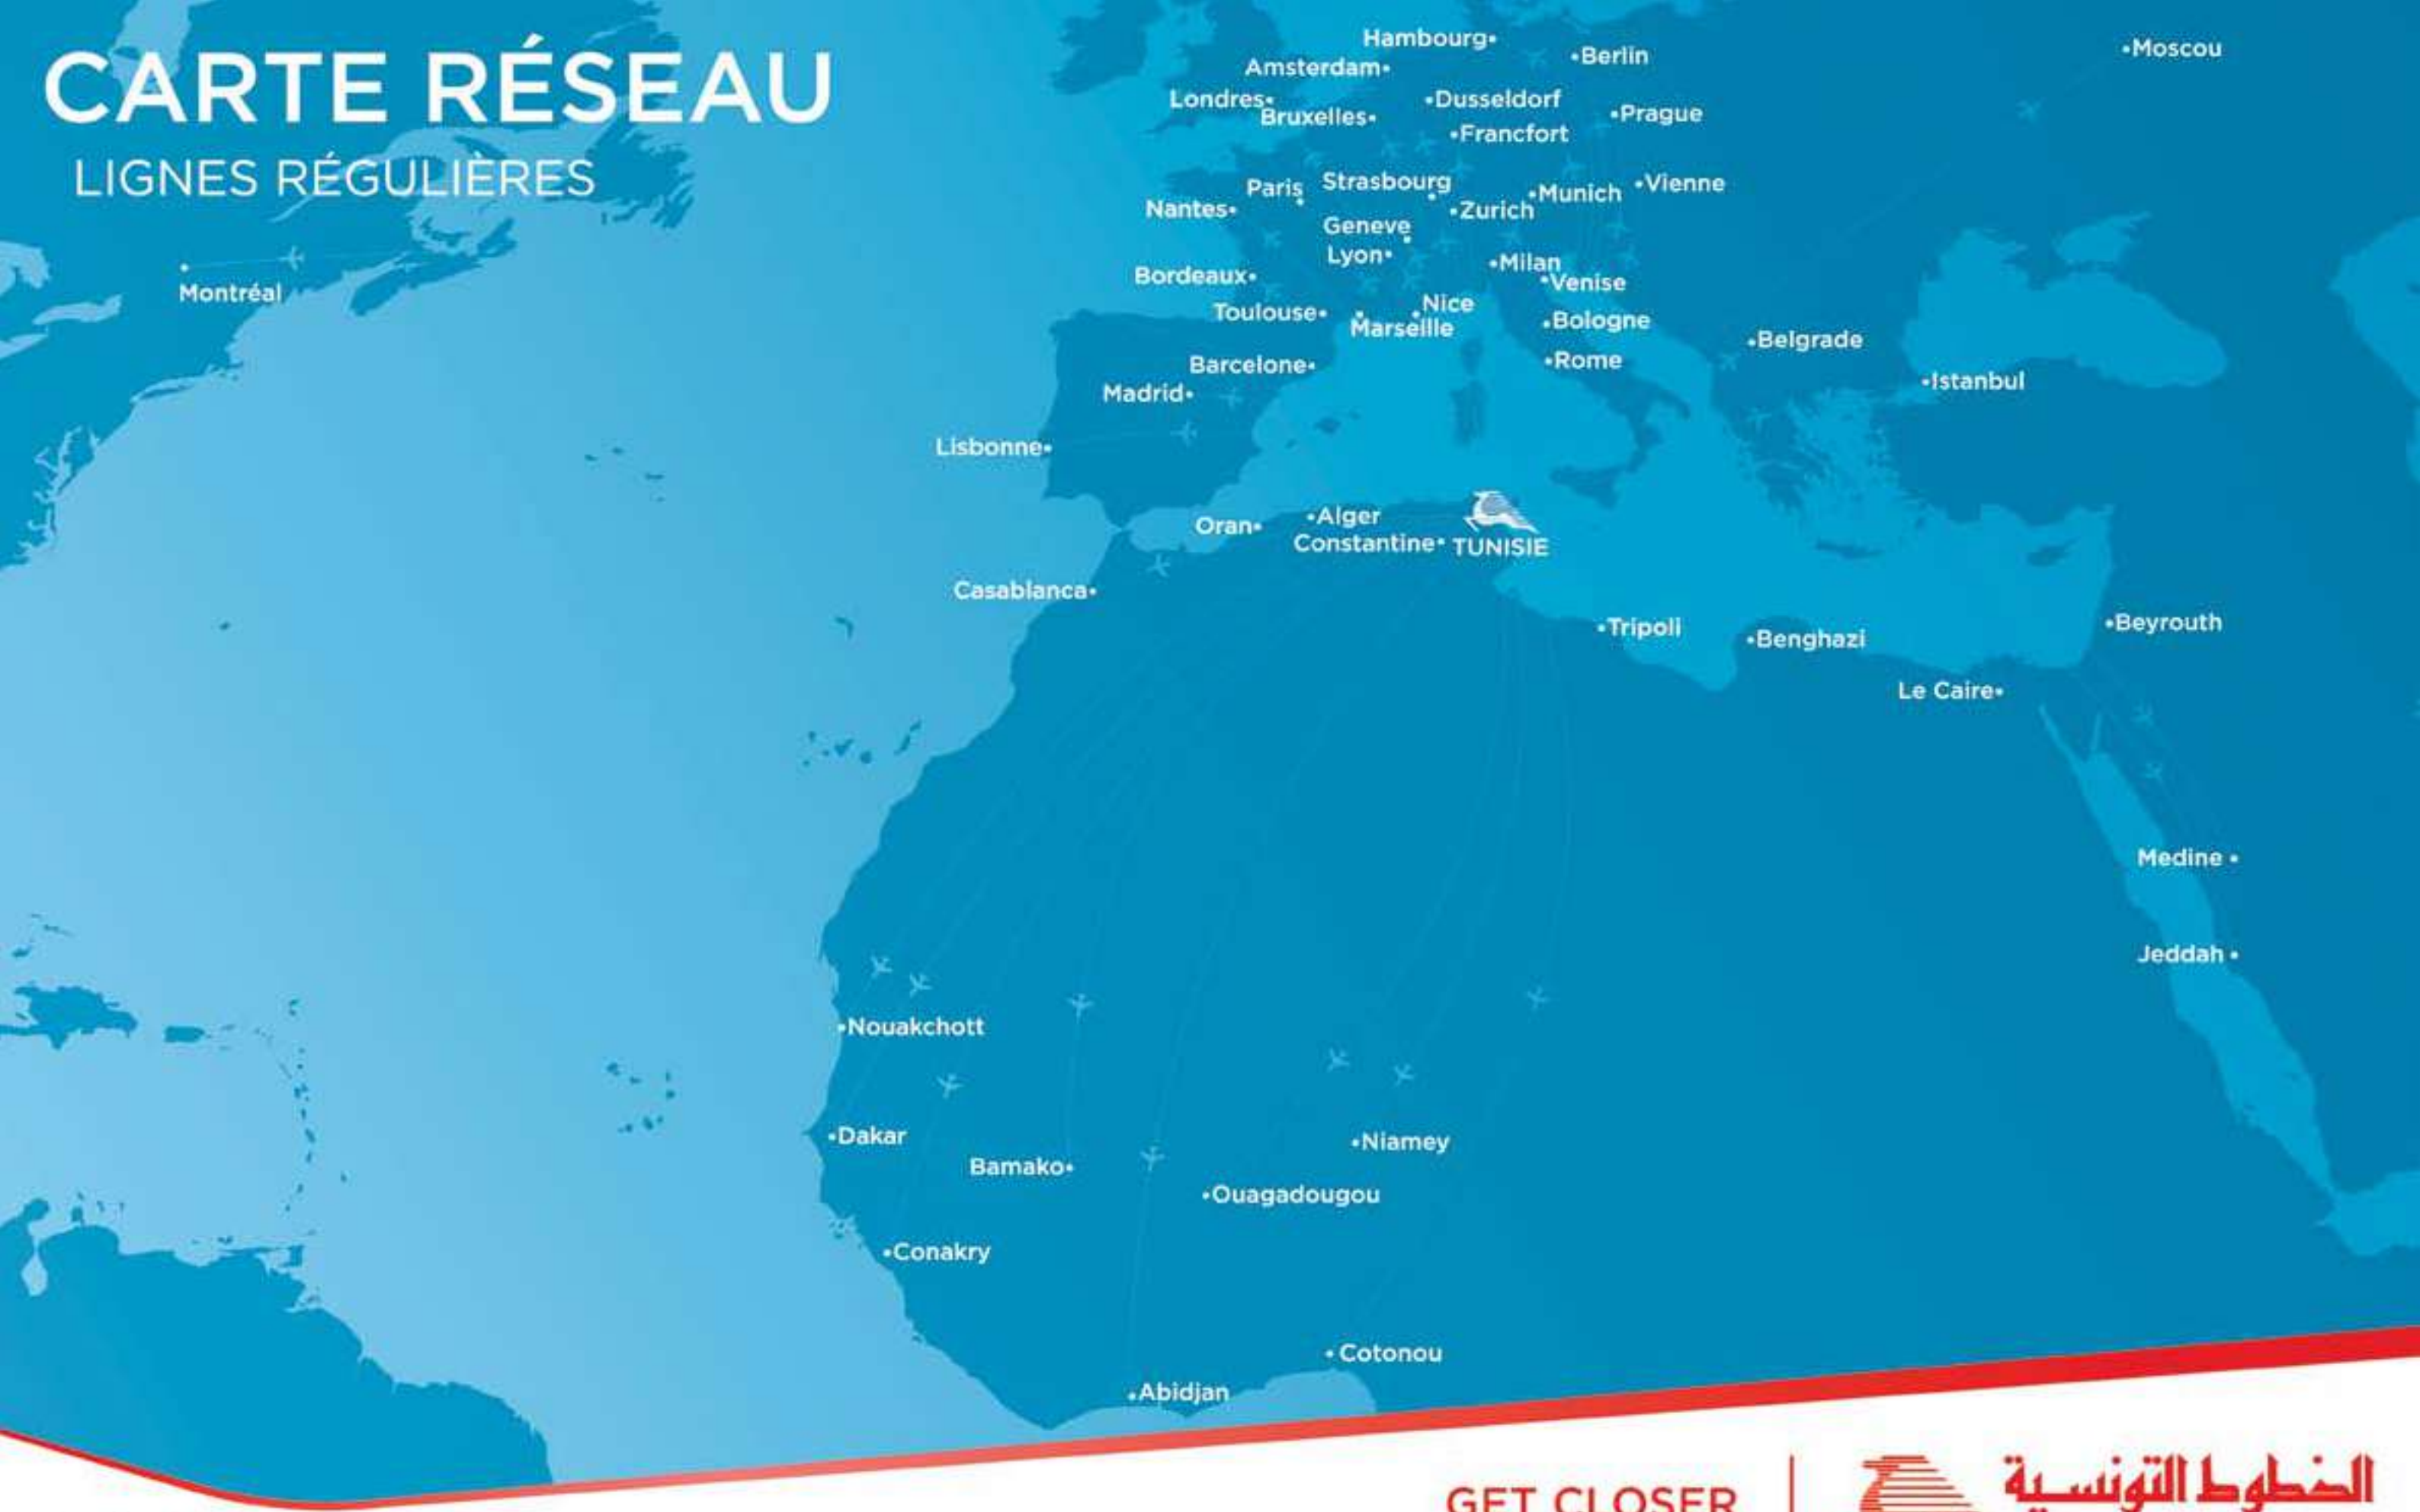 CARTE RÉSEAU
LIGNES RÉGULIÈRES
Hambourg
Berlin
Moscou
Amsterdam
Londres
Dusseldorf
Bruxelles
Prague
Francfort
Paris
Strasbourg
Munich
Vienne
Nantes
Zurich
Geneve
Lyon
Milan
Montréal
Bordeaux
Venise
Toulouse
Nice
Marseille
Bologne
Belgrade
Barcelone
Rome
Madrid
Istanbul
Lisbonne
Oran
Alger
Constantine
TUNISIE
Casablanca
Tripoli
Benghazi
Beyrouth
Le Caire
Medine
Jeddah
Nouakchott
Dakar
Niamey
Bamako
Ouagadougou
Conakry
Cotonou
Abidjan
GET CLOSER
الخطوط التونسية